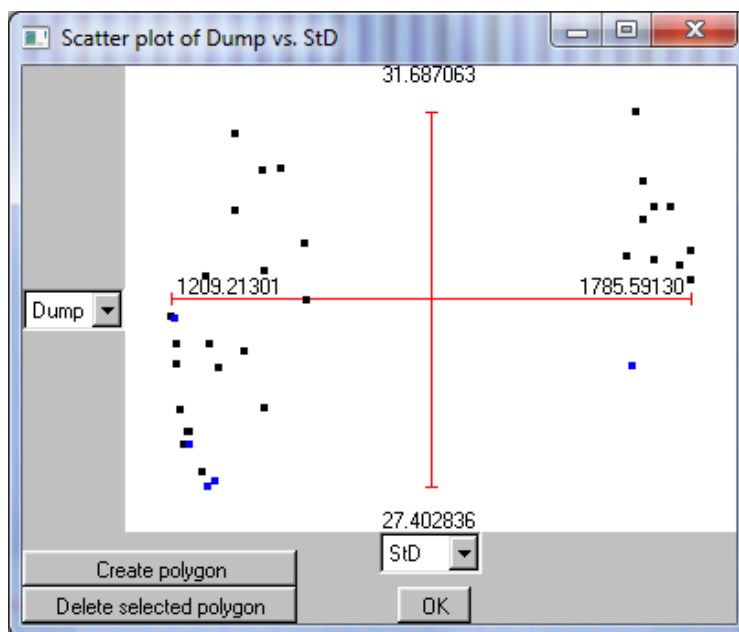 Scatter plot of Dump vs. StD
31.687063
1209.21301
1785.59130
Dump
27.402836
StD
Create polygon
Delete selected polygon
OK